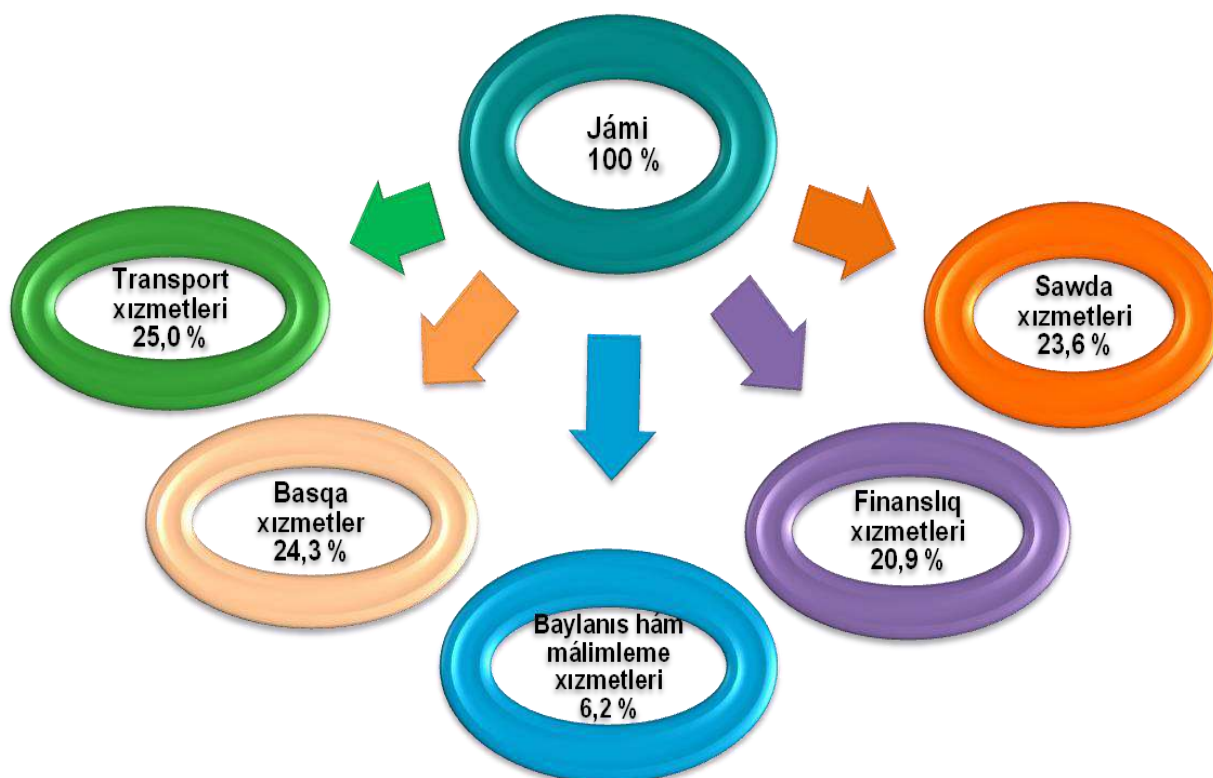 Jámi
100 %
Transport
xızmetleri
25,0 %
Sawda
xızmetleri
23,6 %
Basqa
xızmetler
24,3 %
Finanslıq
xızmetleri
20,9 %
Baylanıs hám
málimleme
xızmetleri
6,2 %